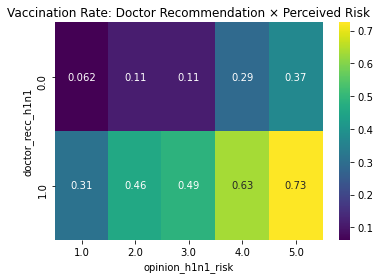 Vaccination Rate: Doctor Recommendation × Perceived Risk
doctor_recc_h1n1
0.0
0.062 0.11 0.11 0.29 0.37
1.0
0.31 0.46 0.49 0.63 0.73
1.0 2.0 3.0 4.0 5.0
opinion_h1n1_risk
0.7
0.6
0.5
0.4
0.3
0.2
0.1